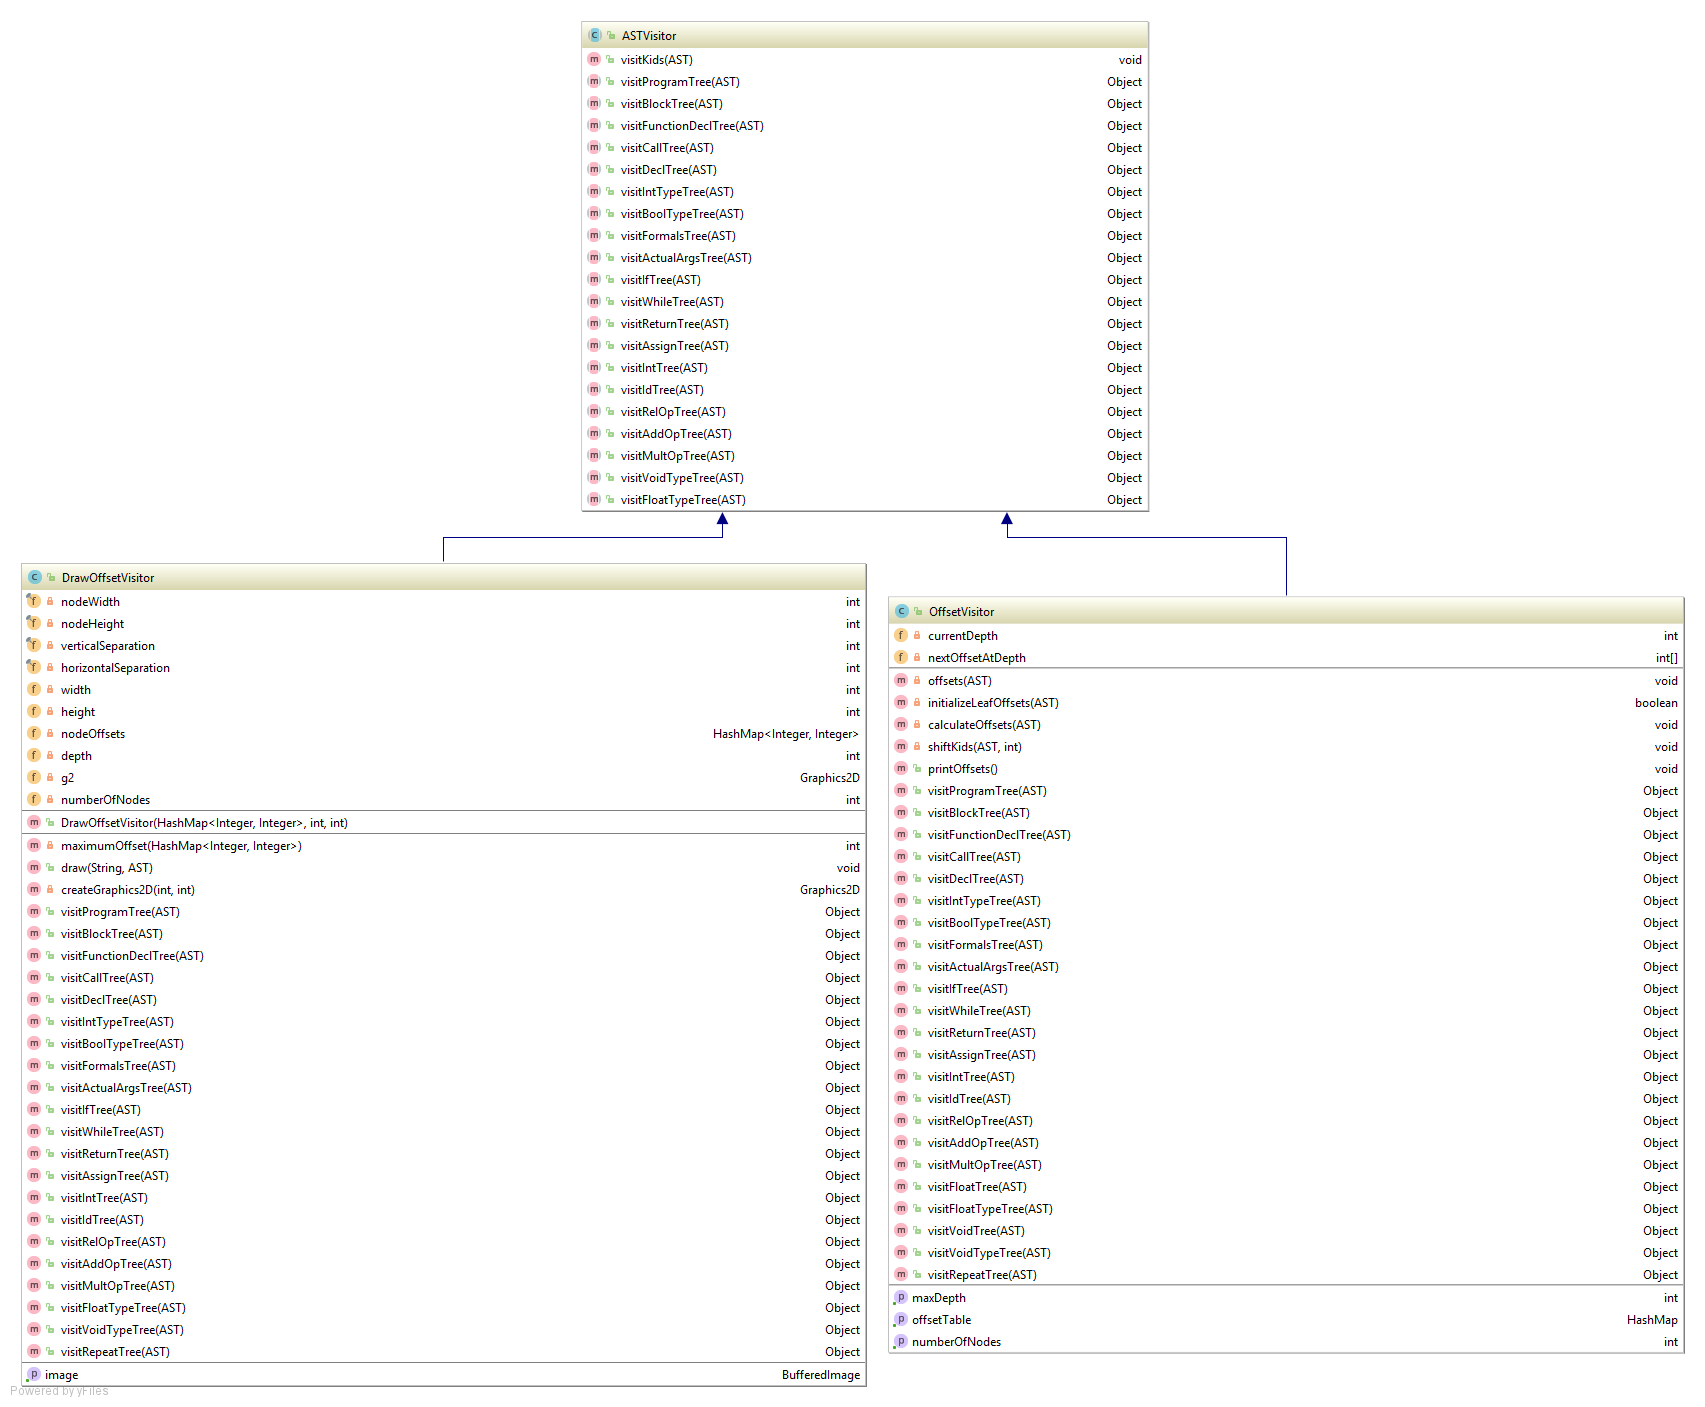 ASTVisitor
visitKids(AST) void
visitProgramTree(AST) Object
visitBlockTree(AST) Object
visitFunctionDeclTree(AST) Object
visitCallTree(AST) Object
visitDeclTree(AST) Object
visitIntTypeTree(AST) Object
visitBoolTypeTree(AST) Object
visitFormalsTree(AST) Object
visitActualArgsTree(AST) Object
visitIfTree(AST) Object
visitWhileTree(AST) Object
visitReturnTree(AST) Object
visitAssignTree(AST) Object
visitIntTree(AST) Object
visitIdTree(AST) Object
visitRelOpTree(AST) Object
visitAddOpTree(AST) Object
visitMultOpTree(AST) Object
visitVoidTypeTree(AST) Object
visitFloatTypeTree(AST) Object
DrawOffsetVisitor
nodeWidth int
nodeHeight int
verticalSeparation int
horizontalSeparation int
width int
height int
nodeOffsets HashMap<Integer, Integer>
depth int
g2 Graphics2D
numberOfNodes int
DrawOffsetVisitor(HashMap<Integer, Integer>, int, int)
maximumOffset(HashMap<Integer, Integer>) int
draw(String, AST) void
createGraphics2D(int, int) Graphics2D
visitProgramTree(AST) Object
visitBlockTree(AST) Object
visitFunctionDeclTree(AST) Object
visitCallTree(AST) Object
visitDeclTree(AST) Object
visitIntTypeTree(AST) Object
visitBoolTypeTree(AST) Object
visitFormalsTree(AST) Object
visitActualArgsTree(AST) Object
visitIfTree(AST) Object
visitWhileTree(AST) Object
visitReturnTree(AST) Object
visitAssignTree(AST) Object
visitIntTree(AST) Object
visitIdTree(AST) Object
visitRelOpTree(AST) Object
visitAddOpTree(AST) Object
visitMultOpTree(AST) Object
visitFloatTypeTree(AST) Object
visitVoidTypeTree(AST) Object
visitRepeatTree(AST) Object
image BufferedImage
OffsetVisitor
currentDepth int
nextOffsetAtDepth int[]
offsets(AST) void
initializeLeafOffsets(AST) boolean
calculateOffsets(AST) void
shiftKids(AST, int) void
printOffsets() void
visitProgramTree(AST) Object
visitBlockTree(AST) Object
visitFunctionDeclTree(AST) Object
visitCallTree(AST) Object
visitDeclTree(AST) Object
visitIntTypeTree(AST) Object
visitBoolTypeTree(AST) Object
visitFormalsTree(AST) Object
visitActualArgsTree(AST) Object
visitIfTree(AST) Object
visitWhileTree(AST) Object
visitReturnTree(AST) Object
visitAssignTree(AST) Object
visitIntTree(AST) Object
visitIdTree(AST) Object
visitRelOpTree(AST) Object
visitAddOpTree(AST) Object
visitMultOpTree(AST) Object
visitFloatTree(AST) Object
visitFloatTypeTree(AST) Object
visitVoidTree(AST) Object
visitVoidTypeTree(AST) Object
visitRepeatTree(AST) Object
maxDepth int
offsetTable HashMap
numberOfNodes int
Powered by yFiles